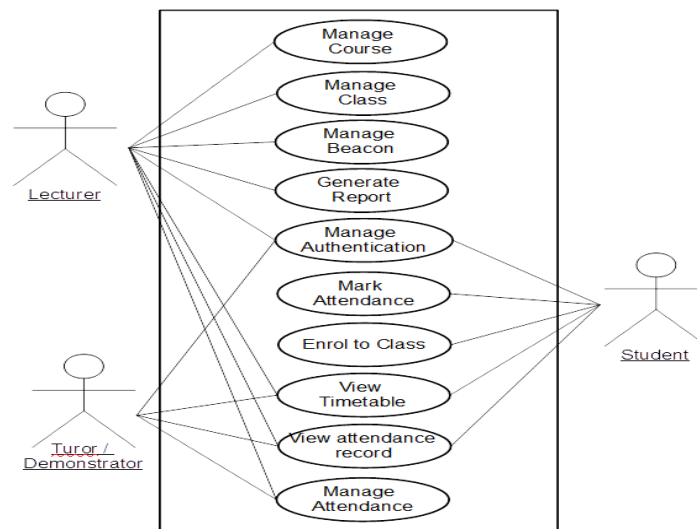 Manage
Course
Manage
Class
Manage
Beacon
Generate
Report
Manage
Authentication
Mark
Attendance
Enrol to Class
View
Timetable
View attendance
record
Manage
Attendance
Lecturer
Turor /
Demonstrator
Student